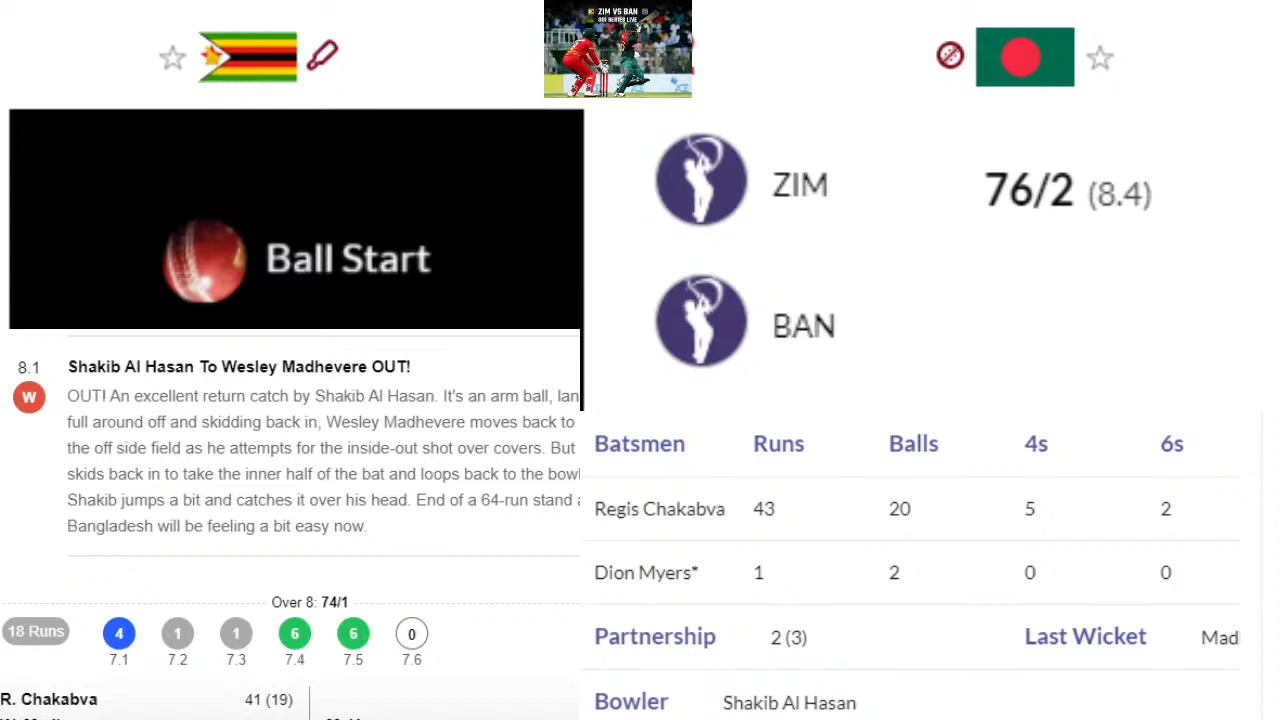 ZIM VS BAN
ODI SERIES LIVE
Ball Start
ZIM 76/2 (8.4)
BAN
8.1 Shakib Al Hasan To Wesley Madhevere OUT!
W OUT! An excellent return catch by Shakib Al Hasan. It's an arm ball, lan
full around off and skidding back in, Wesley Madhevere moves back to
the off side field as he attempts for the inside-out shot over covers. But
skids back in to take the inner half of the bat and loops back to the bowl
Shakib jumps a bit and catches it over his head. End of a 64-run stand a
Bangladesh will be feeling a bit easy now.
Over 8: 74/1
18 Runs 4 1 1 6 6 0
7.1 7.2 7.3 7.4 7.5 7.6
R. Chakabva 41 (19)
Batsmen Runs Balls 4s 6s
Regis Chakabva 43 20 5 2
Dion Myers* 1 2 0 0
Partnership 2 (3) Last Wicket Mad
Bowler Shakib Al Hasan